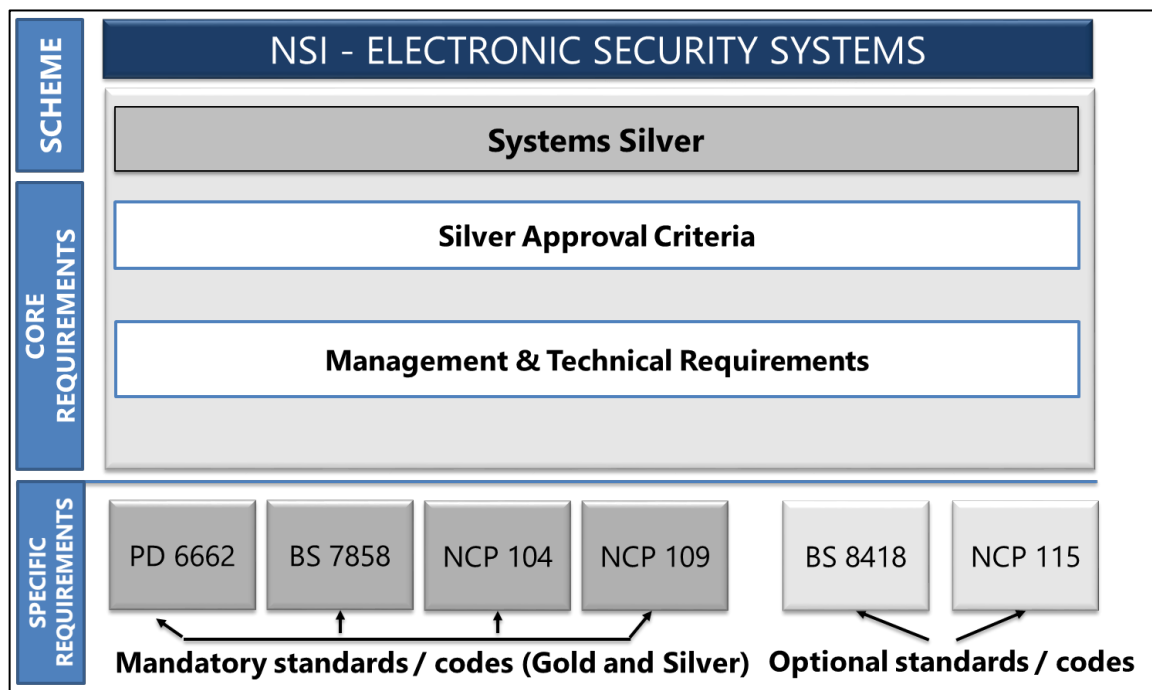 SCHEME
NSI - ELECTRONIC SECURITY SYSTEMS
Systems Silver
CORE
REQUIREMENTS
Silver Approval Criteria
Management & Technical Requirements
SPECIFIC
REQUIREMENTS
PD 6662
BS 7858
NCP 104
NCP 109
BS 8418
NCP 115
Mandatory standards / codes (Gold and Silver)
Optional standards / codes